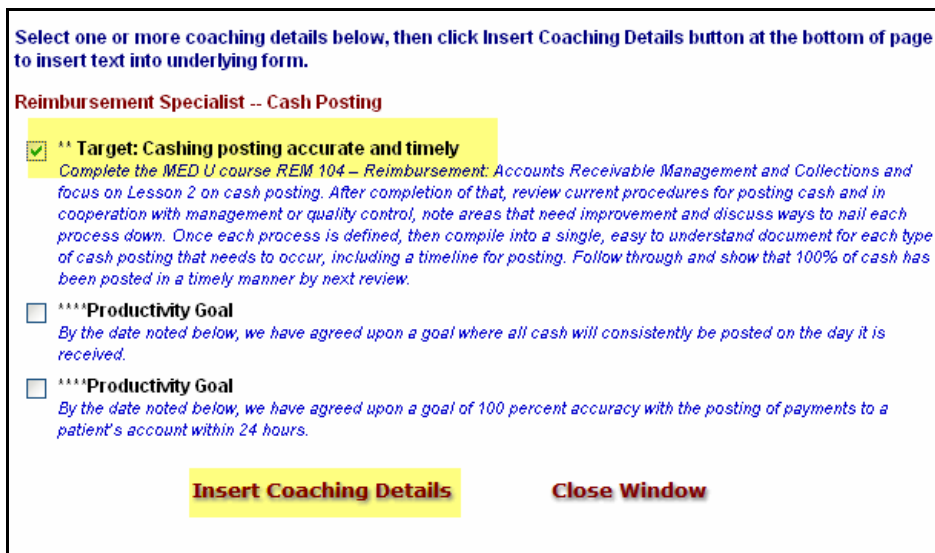 Select one or more coaching details below, then click Insert Coaching Details button at the bottom of page
to insert text into underlying form.
Reimbursement Specialist -- Cash Posting
** Target: Cashing posting accurate and timely
Complete the MED U course REM 104 – Reimbursement: Accounts Receivable Management and Collections and
focus on Lesson 2 on cash posting. After completion of that, review current procedures for posting cash and in
cooperation with management or quality control, note areas that need improvement and discuss ways to nail each
process down. Once each process is defined, then compile into a single, easy to understand document for each type
of cash posting that needs to occur, including a timeline for posting. Follow through and show that 100% of cash has
been posted in a timely manner by next review.
****Productivity Goal
By the date noted below, we have agreed upon a goal where all cash will consistently be posted on the day it is
received.
****Productivity Goal
By the date noted below, we have agreed upon a goal of 100 percent accuracy with the posting of payments to a
patient's account within 24 hours.
Insert Coaching Details Close Window